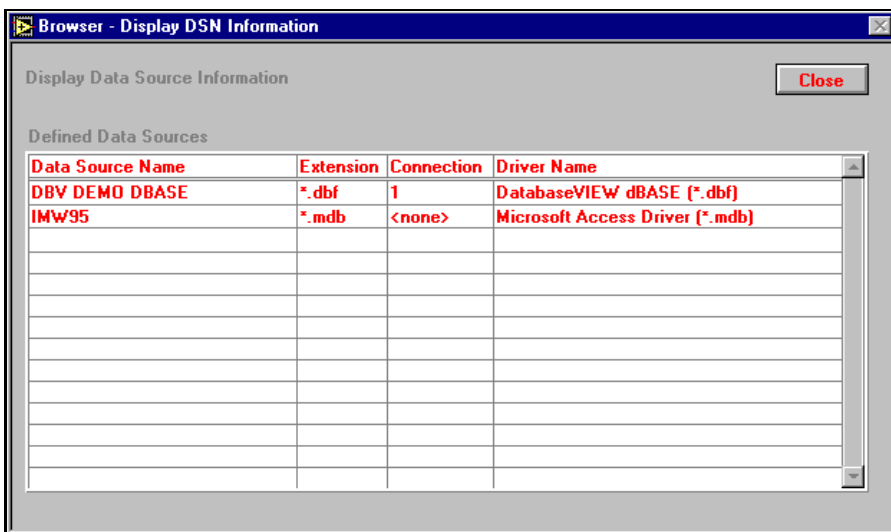 Browser - Display DSN Information
Display Data Source Information
Close
Defined Data Sources
Data Source Name Extension Connection Driver Name
DBV DEMO DBASE *.dbf 1 DatabaseVIEW dBASE (*.dbf)
IMW95 *.mdb <none> Microsoft Access Driver (*.mdb)